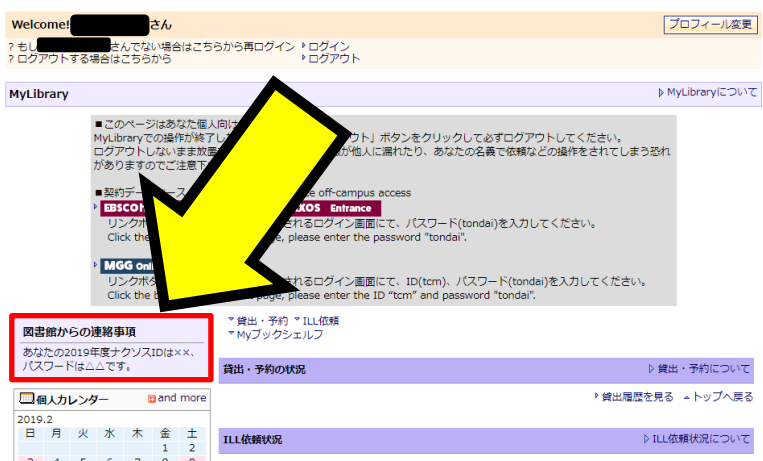 Welcome! さん
プロフィール変更
? もし さんでない場合はこちらから再ログイン ログイン
? ログアウトする場合はこちらから ログアウト
MyLibrary
MyLibraryについて
■このページはあなた個人向け
MyLibraryでの操作が終了し ウト」ボタンをクリックして必ずログアウトしてください。
ログアウトしないまま放置 が他人に漏れたり、あなたの名義で依頼などの操作をされてしまう恐れ
がありますのでご注意下
■契約デー ース off-campus access
EBSCOh XOS Entrance
リンクボ されるログイン画面にて、パスワード(tondai)を入力してください。
Click the please enter the password "tondai".
MGG Onl
リンクボタ されるログイン画面にて、ID(tcm)、パスワード(tondai)を入力してください。
Click the b page, please enter the ID "tcm" and password "tondai".
図書館からの連絡事項
あなたの2019年度ナクソスIDは××、
パスワードは△△です。
貸出・予約 ILL依頼
Myブックシェルフ
貸出・予約の状況
貸出・予約について
貸出履歴を見る トップへ戻る
ILL依頼状況
ILL依頼状況について
個人カレンダー
and more
2019.2
日 月 火 水 木 金 土
1 2